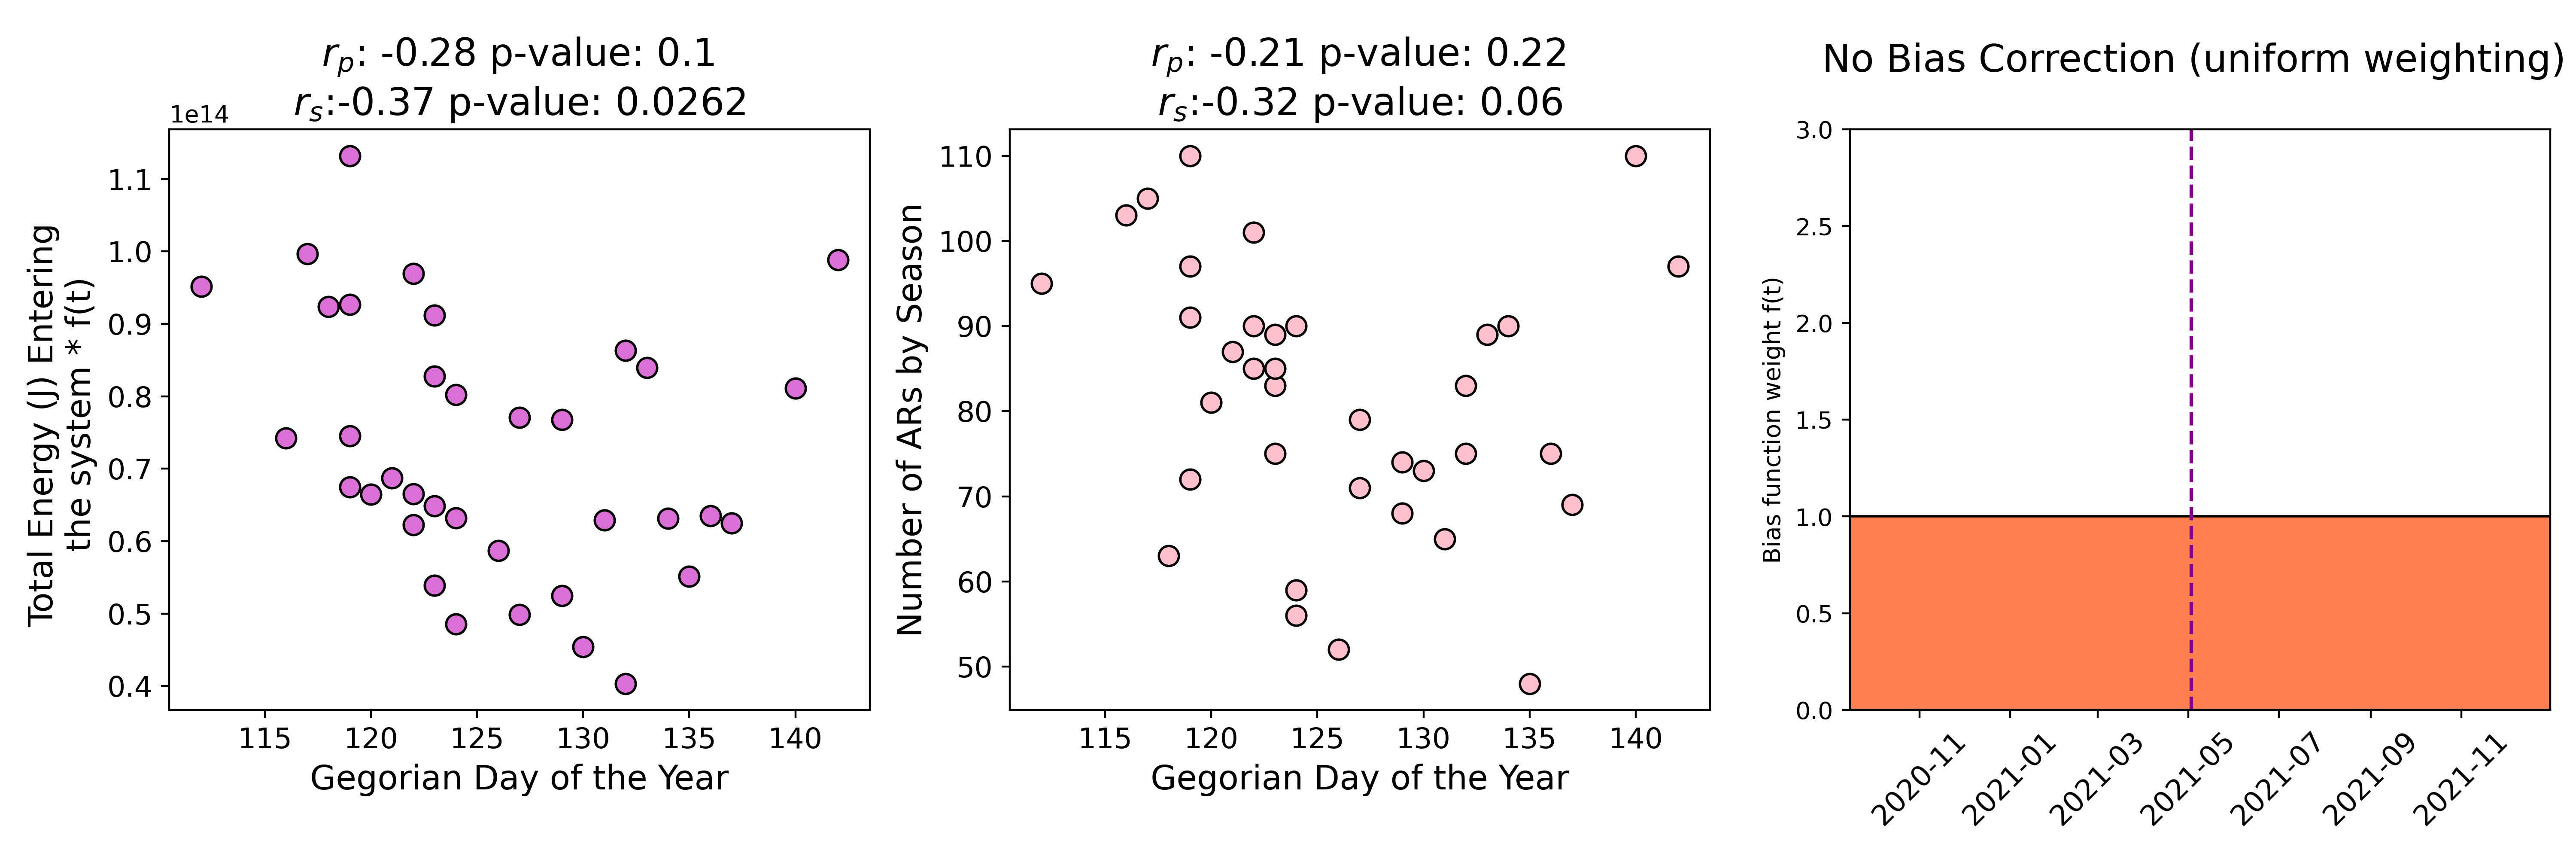 r_p: -0.28 p-value: 0.1
r_s:-0.37 p-value: 0.0262
1e14
1.1
1.0
0.9
0.8
0.7
0.6
0.5
0.4
Total Energy (J) Entering
the system * f(t)
115 120 125 130 135 140
Gegorian Day of the Year
r_p: -0.21 p-value: 0.22
r_s:-0.32 p-value: 0.06
110
100
90
80
70
60
50
Number of ARs by Season
115 120 125 130 135 140
Gegorian Day of the Year
No Bias Correction (uniform weighting)
3.0
2.5
2.0
1.5
1.0
0.5
0.0
Bias function weight f(t)
2020-11
2021-01
2021-03
2021-05
2021-07
2021-09
2021-11